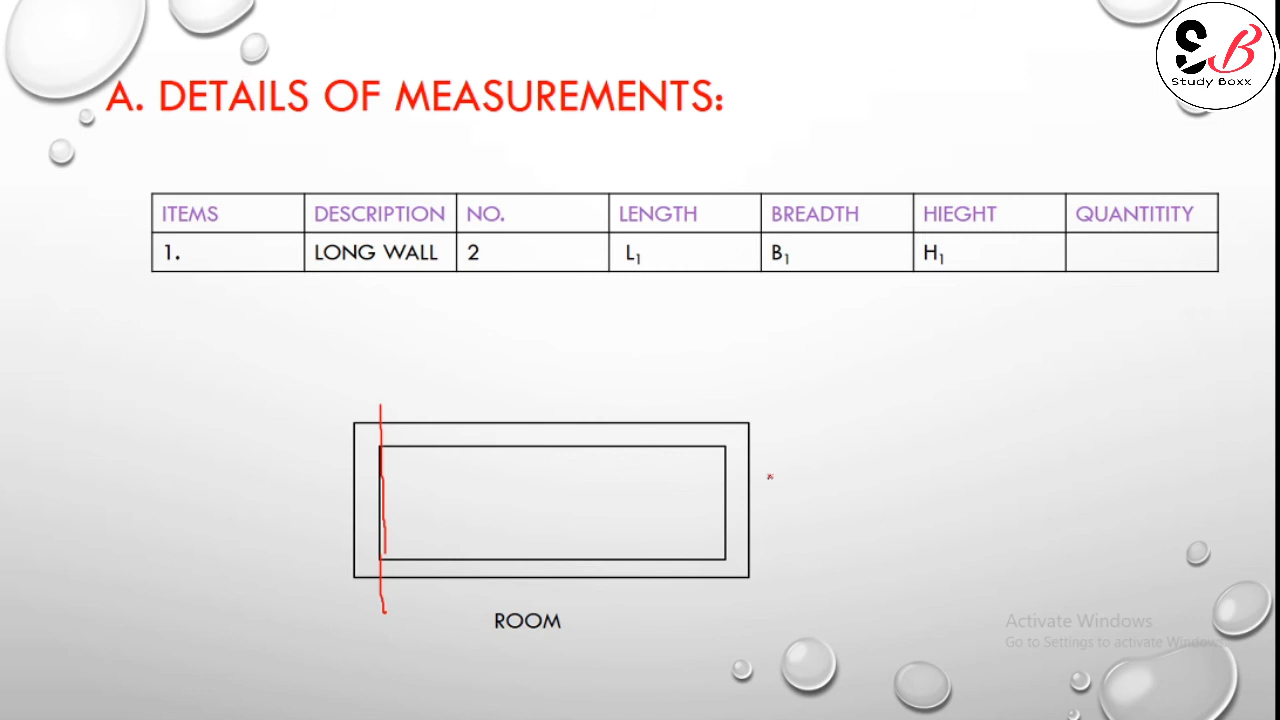 SB
Study Boxx
A. DETAILS OF MEASUREMENTS:
ITEMS DESCRIPTION NO. LENGTH BREADTH HIEGHT QUANTITITY
1. LONG WALL 2 L₁ B₁ H₁
ROOM
Activate Windows
Go to Settings to activate Windows.